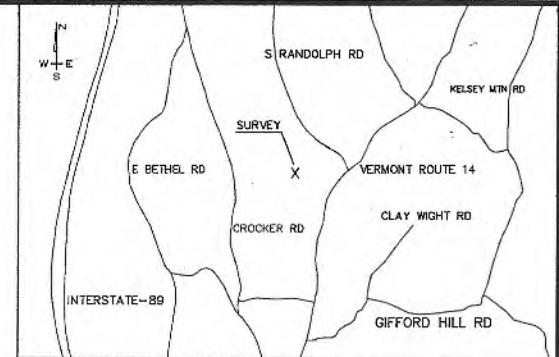 N
W E
S
S RANDOLPH RD
KELSEY MTN RD
SURVEY
E BETHEL RD
X
VERMONT ROUTE 14
CLAY WIGHT RD
CROCKER RD
INTERSTATE-89
GIFFORD HILL RD